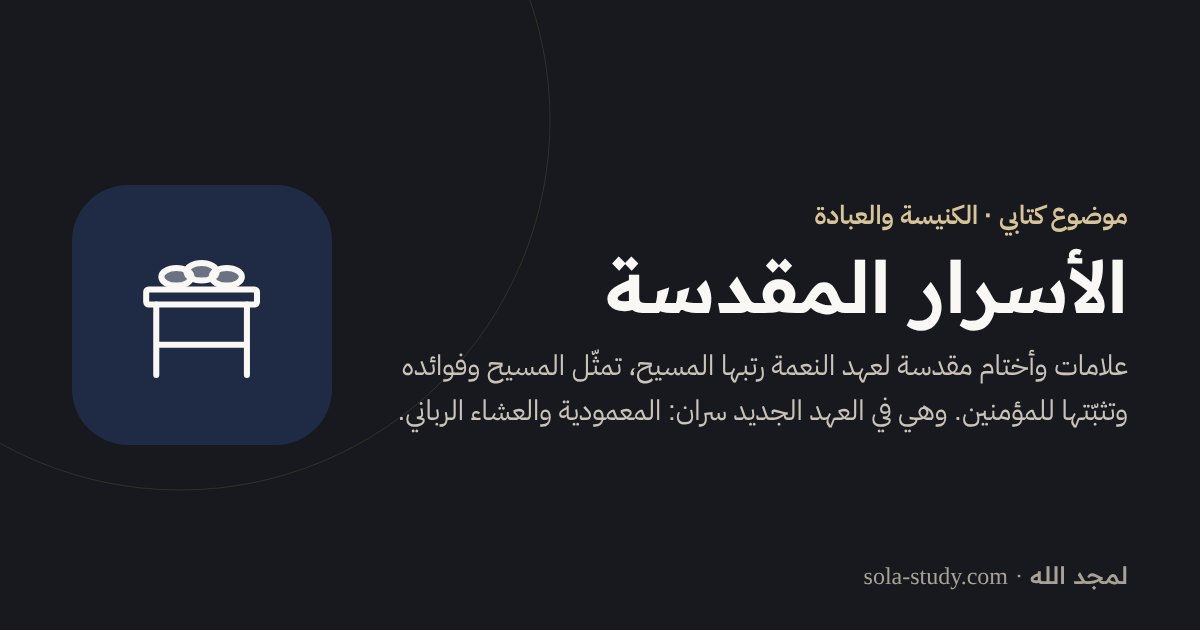 موضوع كتابي · الكنيسة والعبادة
الأسرار المقدسة
علامات وأختام مقدسة لعهد النعمة رتبها المسيح، تمثّل المسيح وفوائده
وتثبّتها للمؤمنين. وهي في العهد الجديد سران: المعمودية والعشاء الرباني.
لمجد الله · sola-study.com